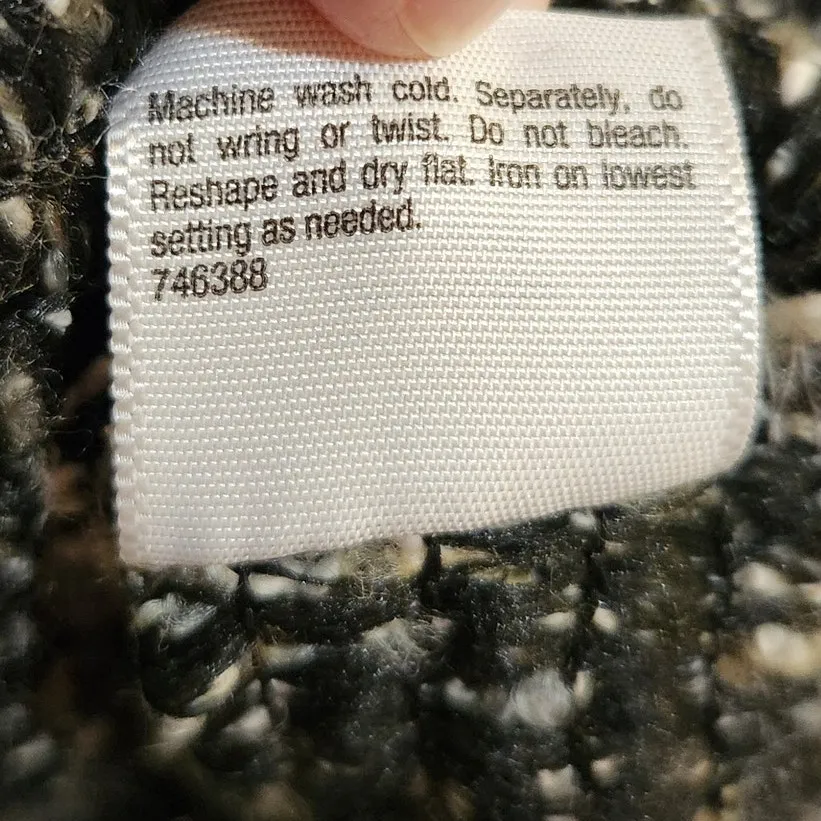 Machine wash cold. Separately, do
not wring or twist. Do not bleach.
Reshape and dry flat. Iron on lowest
setting as needed.
746388